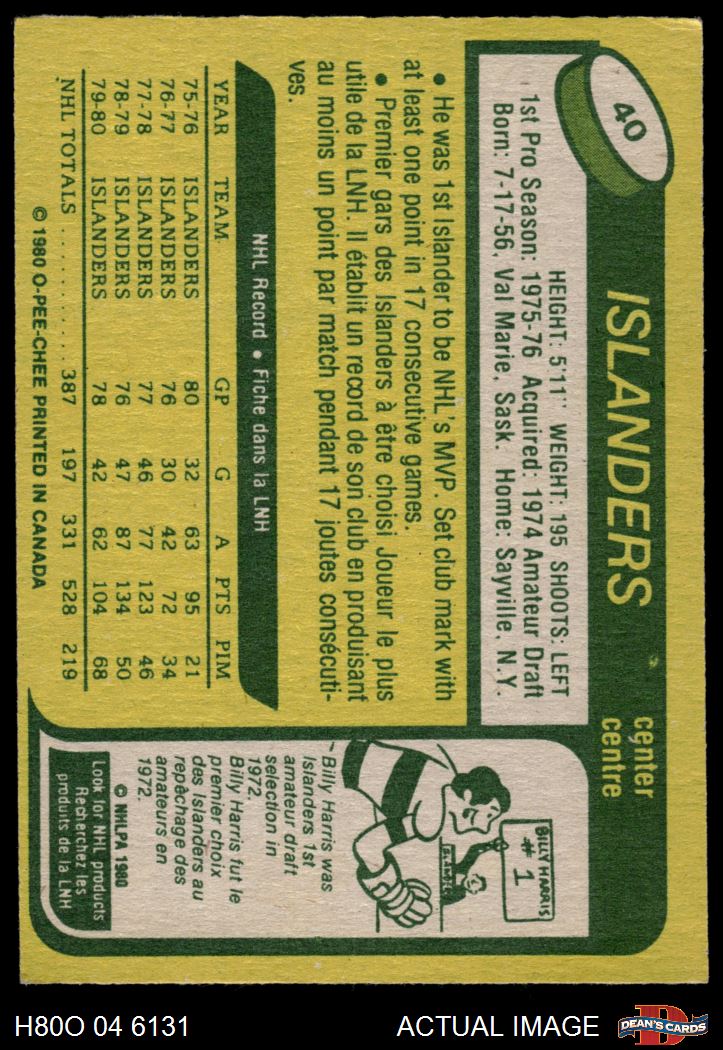 40
ISLANDERS
center
centre
HEIGHT: 5'11" WEIGHT: 195 SHOOTS: LEFT
1st Pro Season: 1975-76 Acquired: 1974 Amateur Draft
Born: 7-17-56, Val Marie, Sask. Home: Sayville, N.Y.
● He was 1st Islander to be NHL's MVP. Set club mark with
at least one point in 17 consecutive games.
● Premier gars des Islanders à être choisi Joueur le plus
utile de la LNH. Il établit un record de son club en produisant
au moins un point par match pendant 17 joutes consécuti-
ves.
NHL Record ● Fiche dans la LNH
YEAR TEAM GP G A PTS PIM
75-76 ISLANDERS 80 32 63 95 21
76-77 ISLANDERS 76 30 42 72 34
77-78 ISLANDERS 77 46 77 123 46
78-79 ISLANDERS 76 47 87 134 50
79-80 ISLANDERS 78 42 62 104 68
NHL TOTALS .......... 387 197 331 528 219
© 1980 O-PEE-CHEE PRINTED IN CANADA
BILLY HARRIS
# 1
Billy Harris was
Islanders 1st
amateur draft
selection in
1972.
Billy Harris fut le
premier choix
des Islanders au
repêchage des
amateurs en
1972.
© NHLPA 1980
Look for NHL products
Recherchez les
produits de la LNH
H80O 04 6131
ACTUAL IMAGE
D
DEAN'S CARDS